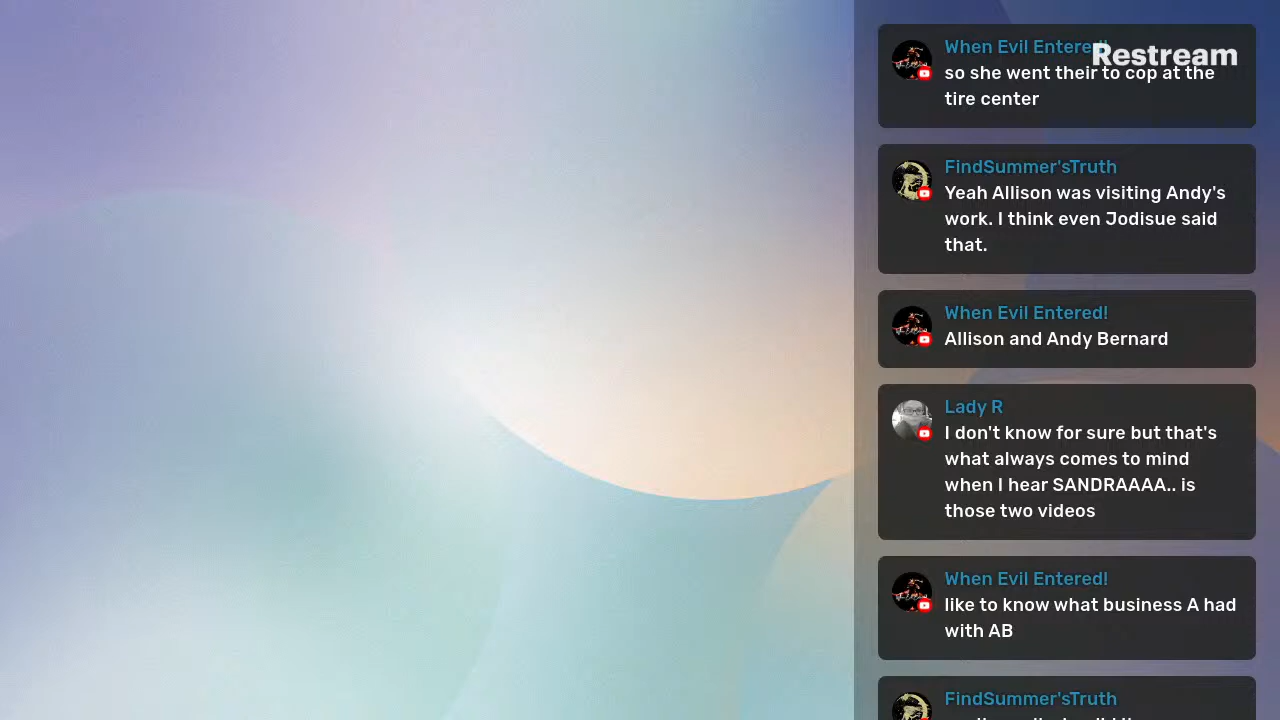 When Evil Entered!
Restream
so she went their to cop at the
tire center
FindSummer'sTruth
Yeah Allison was visiting Andy's
work. I think even Jodisue said
that.
When Evil Entered!
Allison and Andy Bernard
Lady R
I don't know for sure but that's
what always comes to mind
when I hear SANDRAAAA.. is
those two videos
When Evil Entered!
like to know what business A had
with AB
FindSummer'sTruth